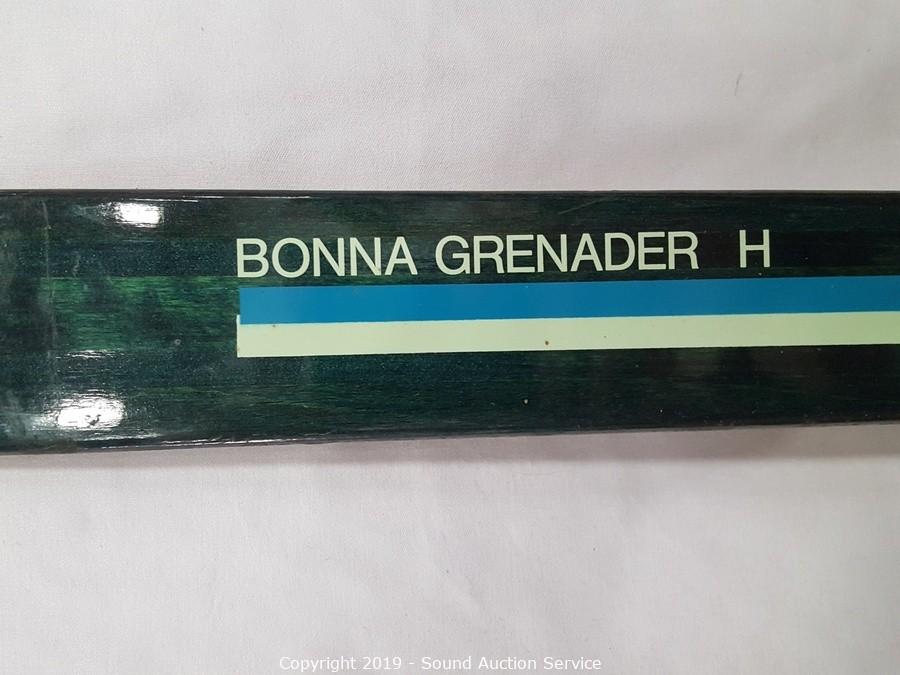 BONNA GRENADER H
Copyright 2019 - Sound Auction Service